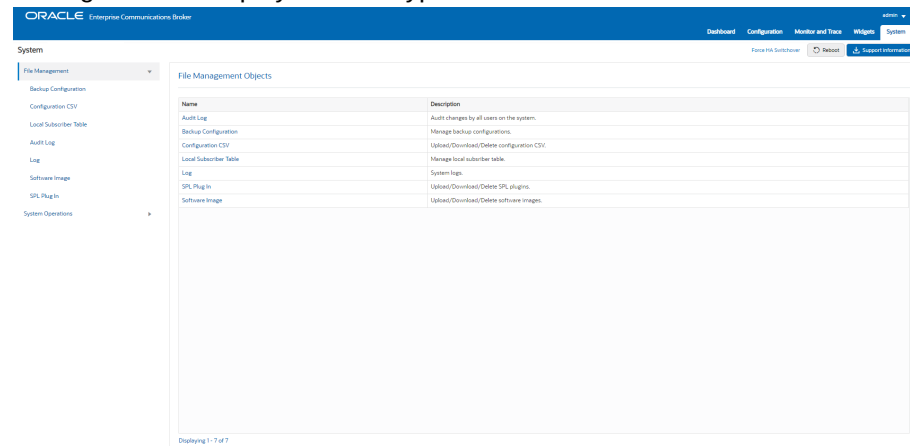 ORACLE Enterprise Communications Broker
admin
Dashboard Configuration Monitor and Trace Widgets System
System
Force HA Switchover Reboot Support information
File Management
Backup Configuration
Configuration CSV
Local Subscriber Table
Audit Log
Log
Software Image
SPL Plug In
System Operations
File Management Objects
Name Description
Audit Log Audit changes by all users on the system.
Backup Configuration Manage backup configurations.
Configuration CSV Upload/Download/Delete configuration CSV.
Local Subscriber Table Manage local subsriber table.
Log System logs.
SPL Plug In Upload/Download/Delete SPL plugins.
Software Image Upload/Download/Delete software images.
Displaying 1 - 7 of 7